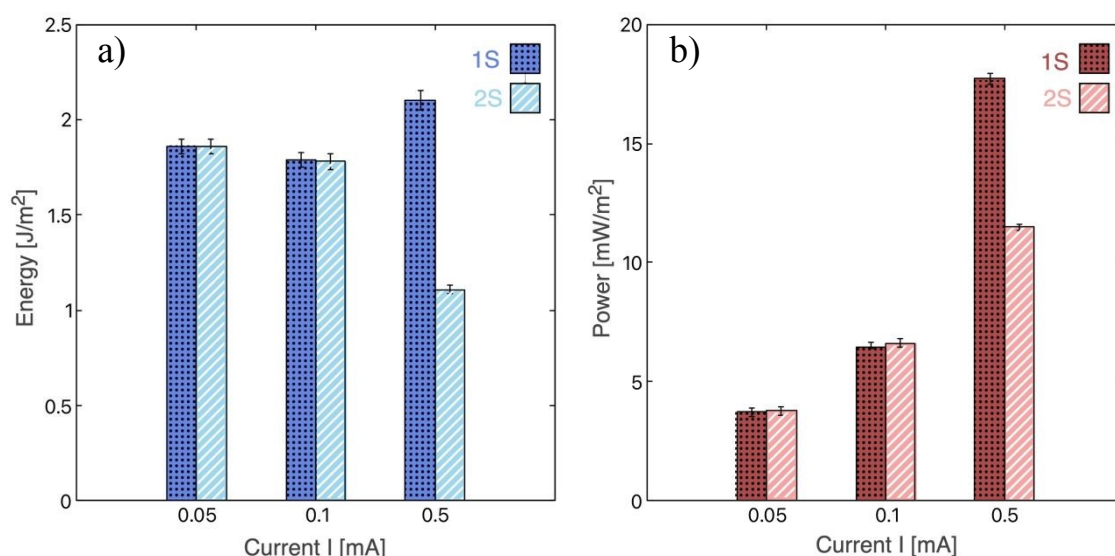 a)
1S
2S
Energy [J/m²]
2.5
2
1.5
1
0.5
0
0.05 0.1 0.5
Current I [mA]
b)
1S
2S
Power [mW/m²]
20
15
10
5
0
0.05 0.1 0.5
Current I [mA]